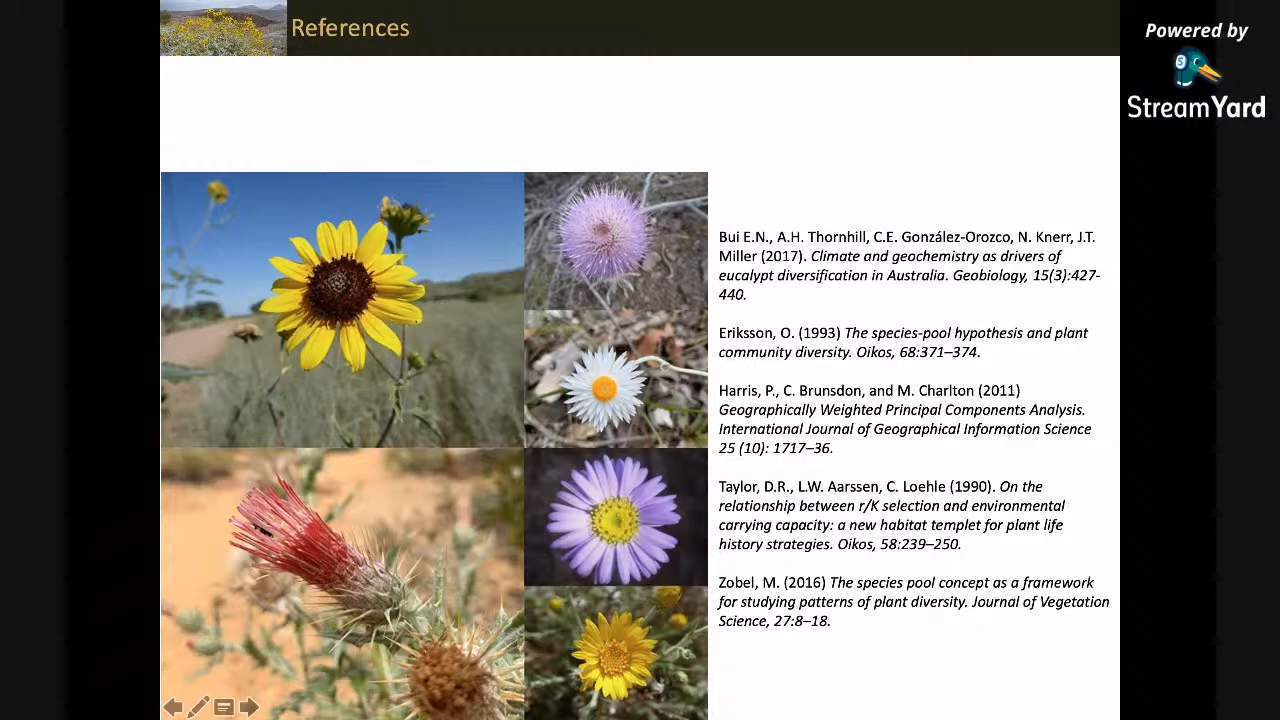 References
Powered by
StreamYard
Bui E.N., A.H. Thornhill, C.E. González-Orozco, N. Knerr, J.T.
Miller (2017). Climate and geochemistry as drivers of
eucalypt diversification in Australia. Geobiology, 15(3):427-
440.
Eriksson, O. (1993) The species-pool hypothesis and plant
community diversity. Oikos, 68:371–374.
Harris, P., C. Brunsdon, and M. Charlton (2011)
Geographically Weighted Principal Components Analysis.
International Journal of Geographical Information Science
25 (10): 1717–36.
Taylor, D.R., L.W. Aarssen, C. Loehle (1990). On the
relationship between r/K selection and environmental
carrying capacity: a new habitat templet for plant life
history strategies. Oikos, 58:239–250.
Zobel, M. (2016) The species pool concept as a framework
for studying patterns of plant diversity. Journal of Vegetation
Science, 27:8–18.